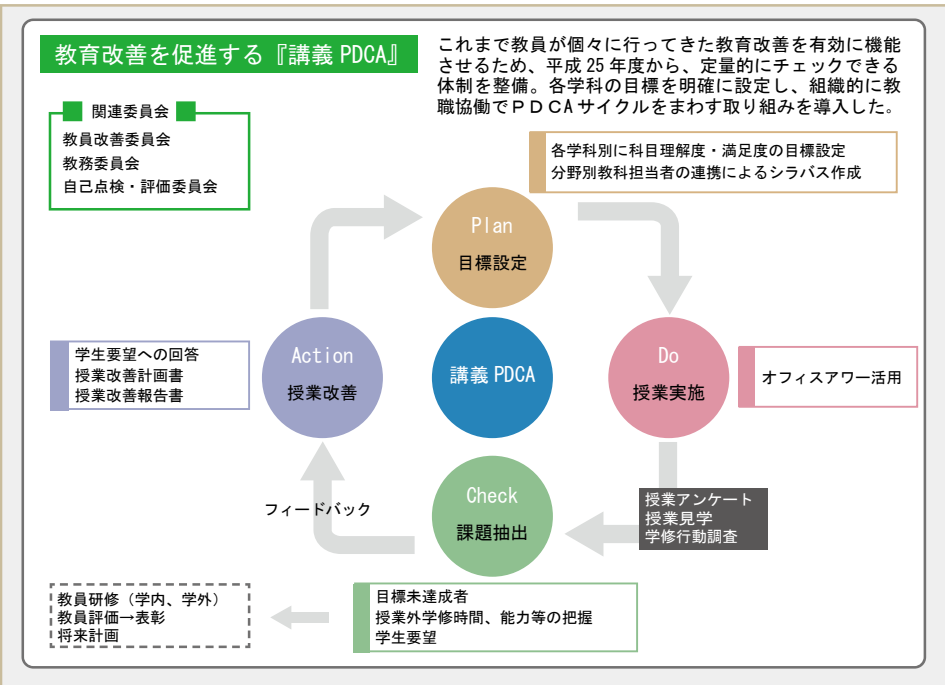 教育改善を促進する『講義 PDCA』
これまで教員が個々に行ってきた教育改善を有効に機能
させるため、平成 25 年度から、定量的にチェックできる
体制を整備。各学科の目標を明確に設定し、組織的に教
職協働でＰＤＣＡサイクルをまわす取り組みを導入した。
関連委員会
教員改善委員会
教務委員会
自己点検・評価委員会
各学科別に科目理解度・満足度の目標設定
分野別教科担当者の連携によるシラバス作成
Plan
目標設定
学生要望への回答
授業改善計画書
授業改善報告書
Action
授業改善
講義 PDCA
Do
授業実施
オフィスアワー活用
授業アンケート
授業見学
学修行動調査
フィードバック
Check
課題抽出
目標未達成者
授業外学修時間、能力等の把握
学生要望
教員研修（学内、学外）
教員評価→表彰
将来計画